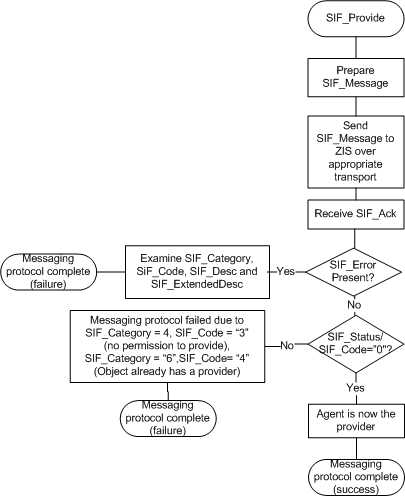 SIF_Provide
Prepare
SIF_Message
Send
SIF_Message to
ZIS over
appropriate
transport
Receive SIF_Ack
SIF_Error
Present?
Yes
Examine SIF_Category,
SiF_Code, SIF_Desc and
SIF_ExtendedDesc
Messaging
protocol complete
(failure)
No
SIF_Status/
SIF_Code="0"?
No
Messaging protocol failed due to
SIF_Category = 4, SIF_Code = “3”
(no permission to provide),
SIF_Category = “6”,SIF_Code= “4”
(Object already has a provider)
Messaging
protocol complete
(failure)
Yes
Agent is now the
provider
Messaging
protocol complete
(success)